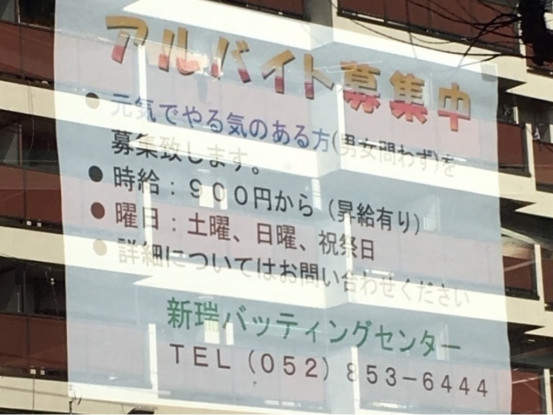 アルバイト募集中
● 元気でやる気のある方(男女問わず)を
募集致します。
● 時給：９００円から（昇給有り）
● 曜日：土曜、日曜、祝祭日
● 詳細についてはお問い合わせください
新瑞バッティングセンター
TEL（052）853−6444